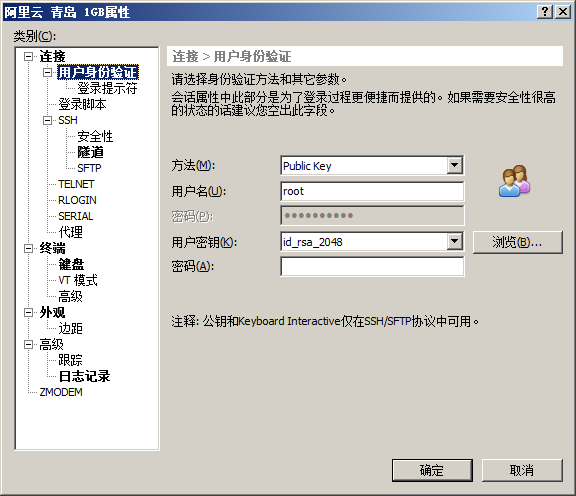 阿里云 青岛 1GB属性
类别(C):
连接
用户身份验证
登录提示符
登录脚本
SSH
安全性
隧道
SFTP
TELNET
RLOGIN
SERIAL
代理
终端
键盘
VT 模式
高级
外观
边距
高级
跟踪
日志记录
ZMODEM
连接 > 用户身份验证
请选择身份验证方法和其它参数。
会话属性中此部分是为了登录过程更便捷而提供的。如果需要安全性很高
的状态的话建议您空出此字段。
方法(M):
Public Key
用户名(U):
root
密码(P):
●●●●●●●●●●
用户密钥(K):
id_rsa_2048
浏览(B)...
密码(A):
注释: 公钥和Keyboard Interactive仅在SSH/SFTP协议中可用。
确定
取消